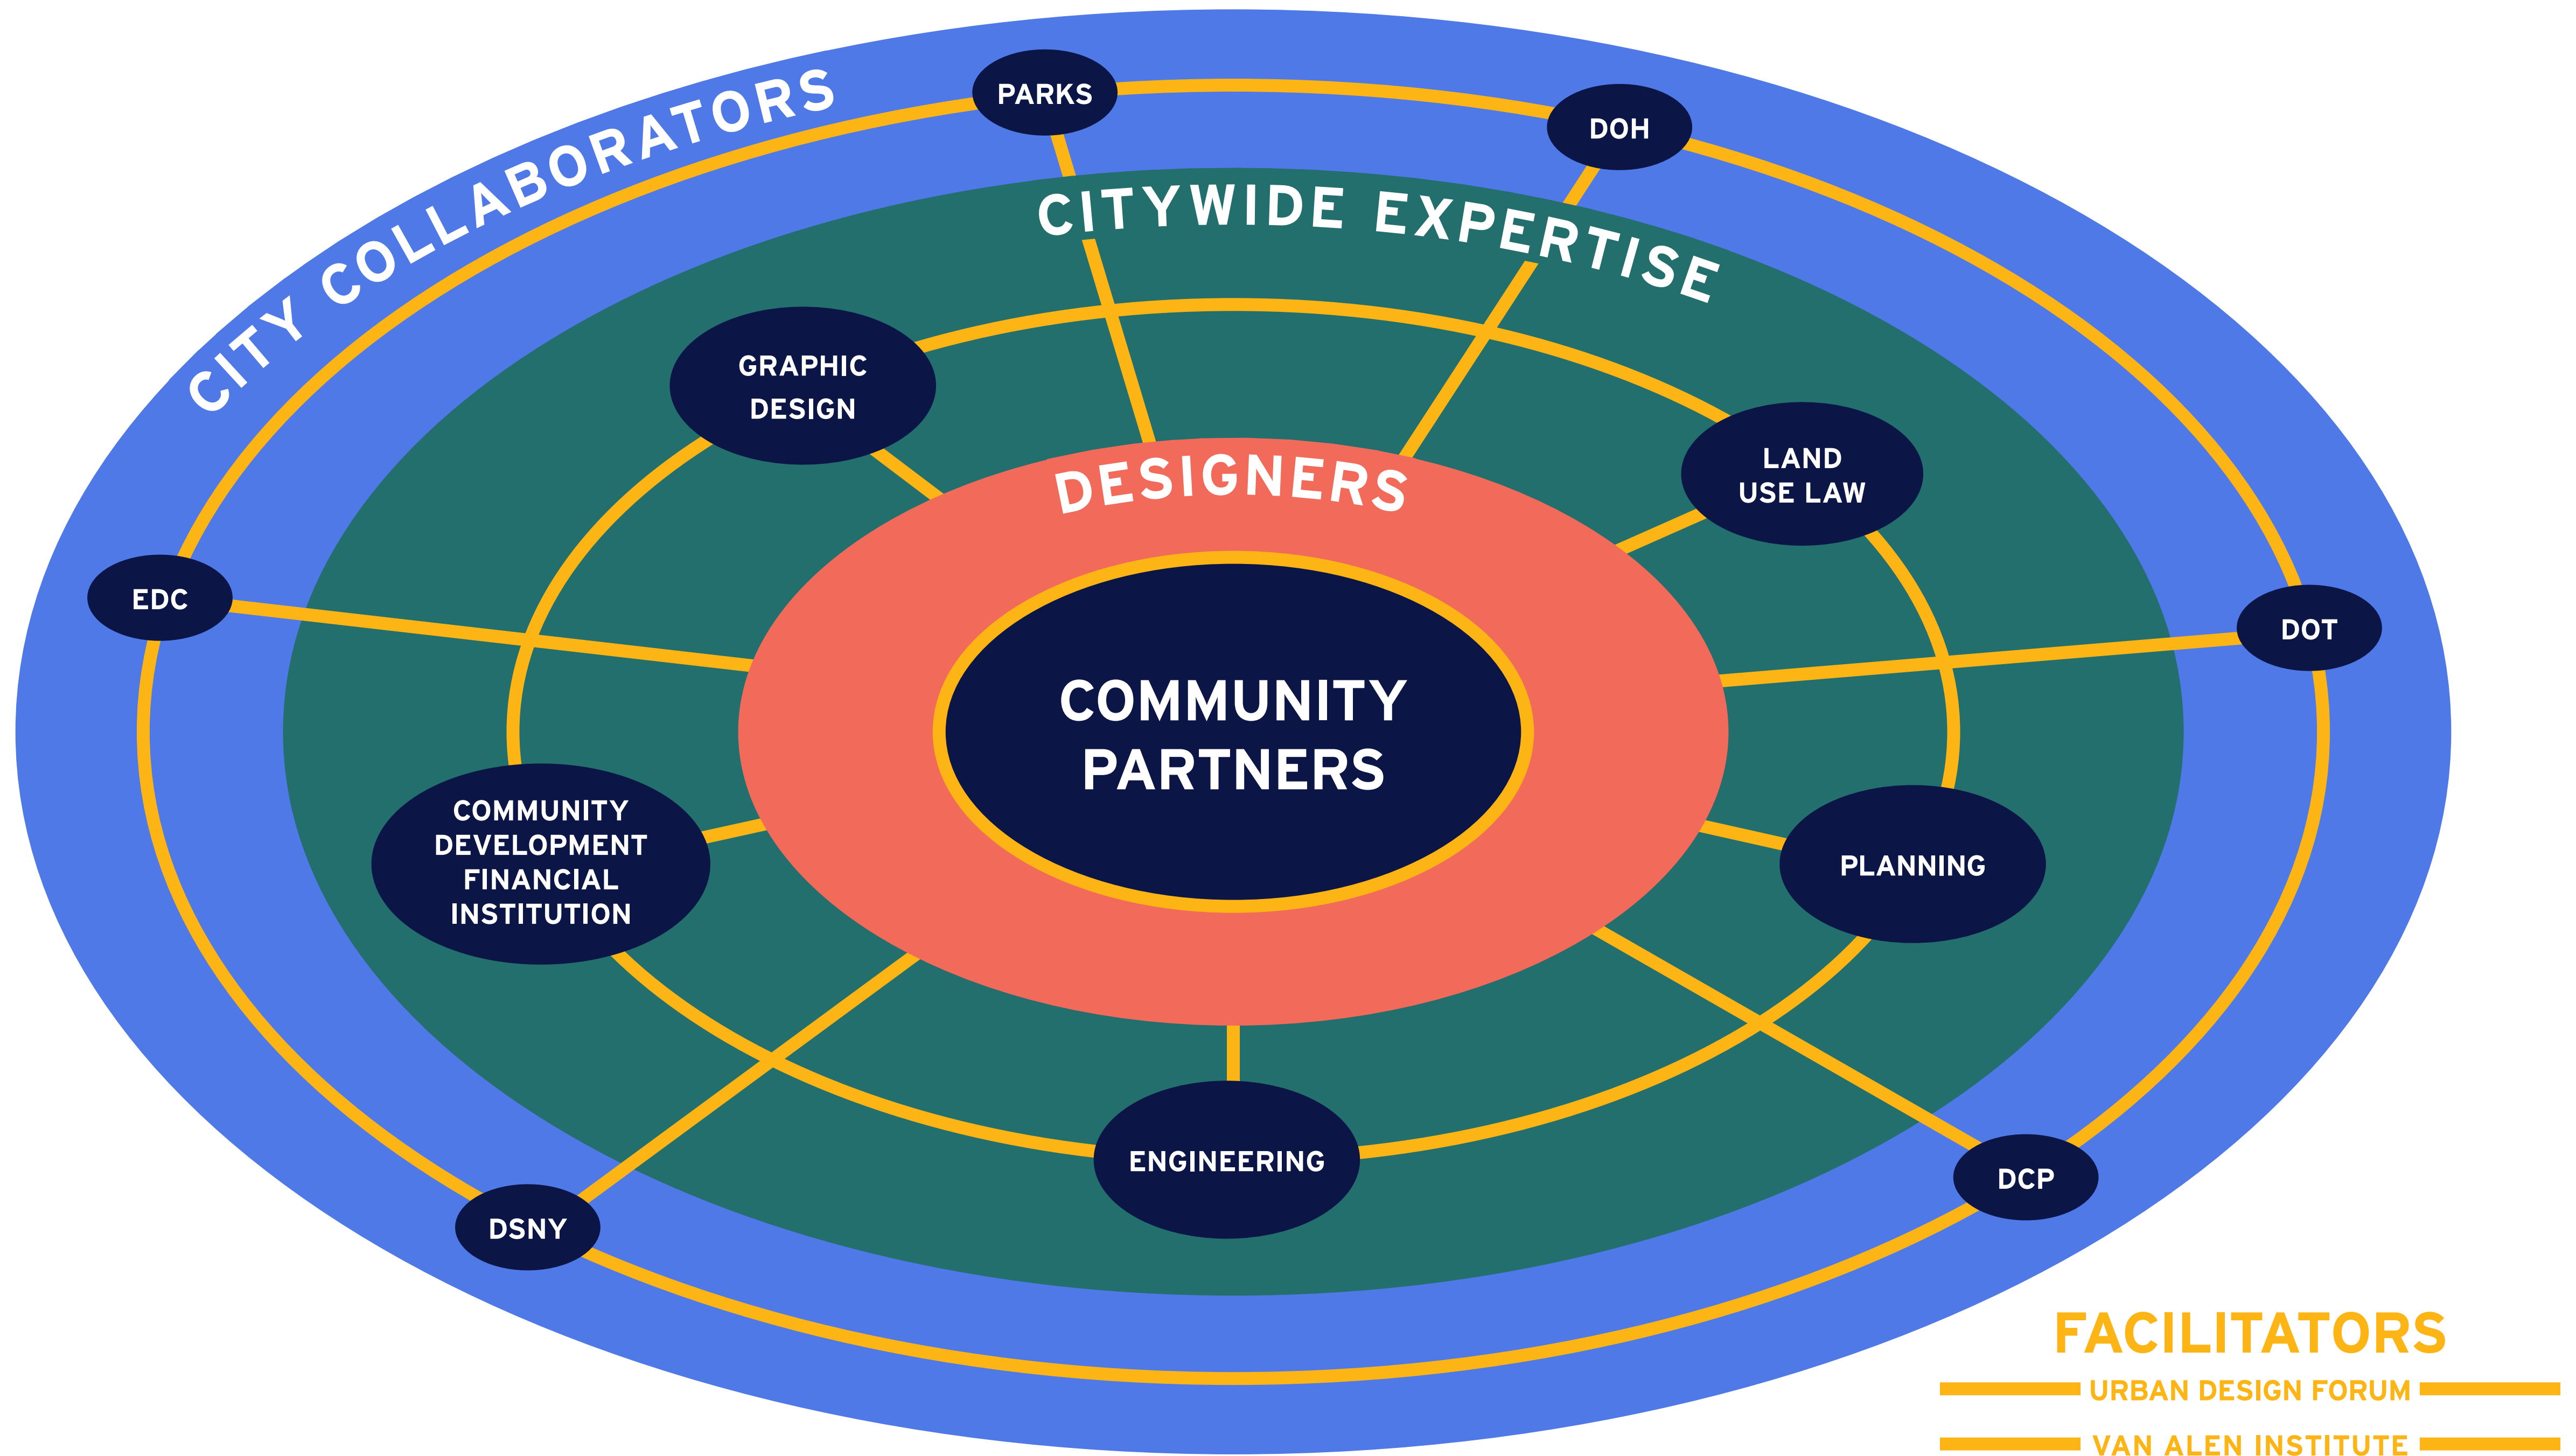 CITY COLLABORATORS
PARKS
DOH
CITYWIDE EXPERTISE
GRAPHIC
DESIGN
LAND
USE LAW
DESIGNERS
EDC
DOT
COMMUNITY
PARTNERS
COMMUNITY
DEVELOPMENT
FINANCIAL
INSTITUTION
PLANNING
ENGINEERING
DCP
DSNY
FACILITATORS
URBAN DESIGN FORUM
VAN ALEN INSTITUTE